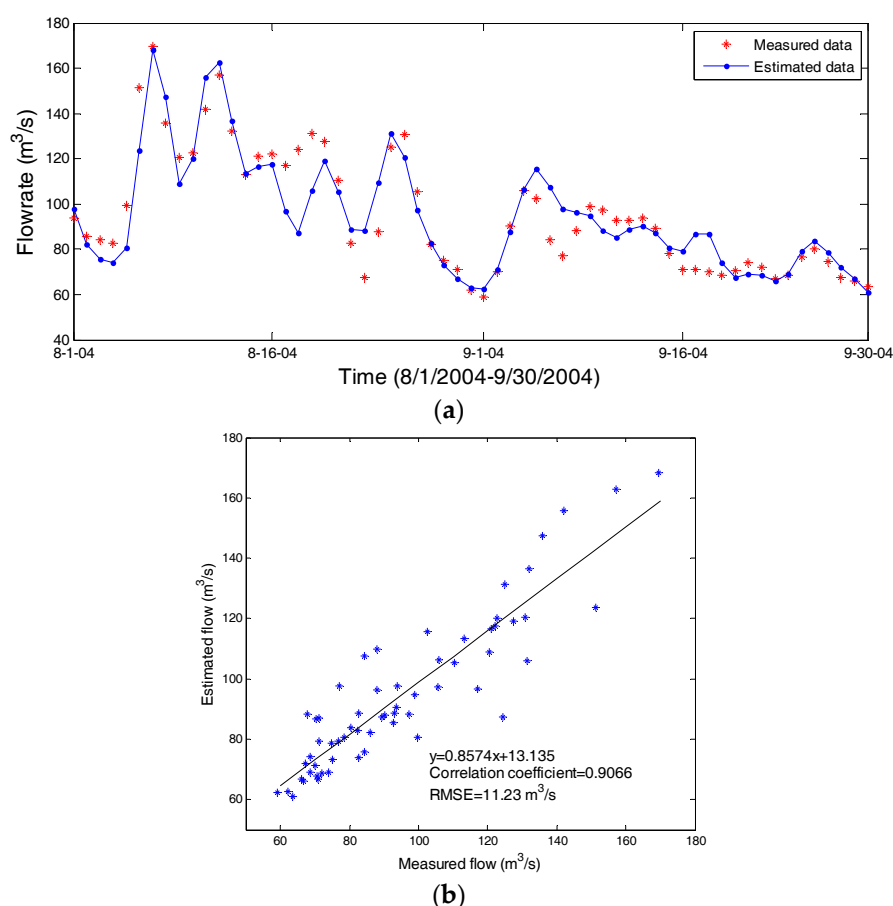 180
160
140
120
100
80
60
40
Flowrate (m³/s)
Measured data
Estimated data
8-1-04
8-16-04
9-1-04
9-16-04
9-30-04
Time (8/1/2004-9/30/2004)
(a)
180
160
140
120
100
80
60
Estimated flow (m³/s)
y=0.8574x+13.135
Correlation coefficient=0.9066
RMSE=11.23 m³/s
60
80
100
120
140
160
180
Measured flow (m³/s)
(b)